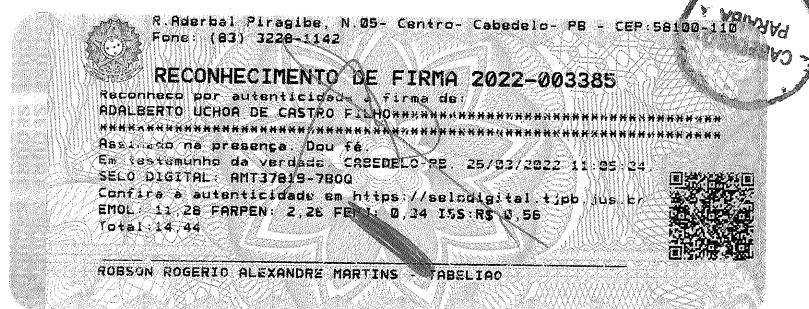 R.Aderbal Piragibe, N.05- Centro- Cabedelo- PB - CEP:58100-110
Fone: (83) 3228-1142
RECONHECIMENTO DE FIRMA 2022-003385
Reconheço por autenticidade a firma de:
ADALBERTO UCHOA DE CASTRO FILHO**********************************
*****************************************************************
Assinado na presença. Dou fé.
Em testemunho da verdade. CABEDELO-PB. 25/03/2022 11:05:24.
SELO DIGITAL: AMT37819-7BOQ
Confira a autenticidade em https://selodigital.tjpb.jus.br
EMOL: 11,28 FARPEN: 2,26 FEPJ: 0,34 ISS:R$ 0,56
Total:14,44
ROBSON ROGERIO ALEXANDRE MARTINS - TABELIAO
PARAIBA